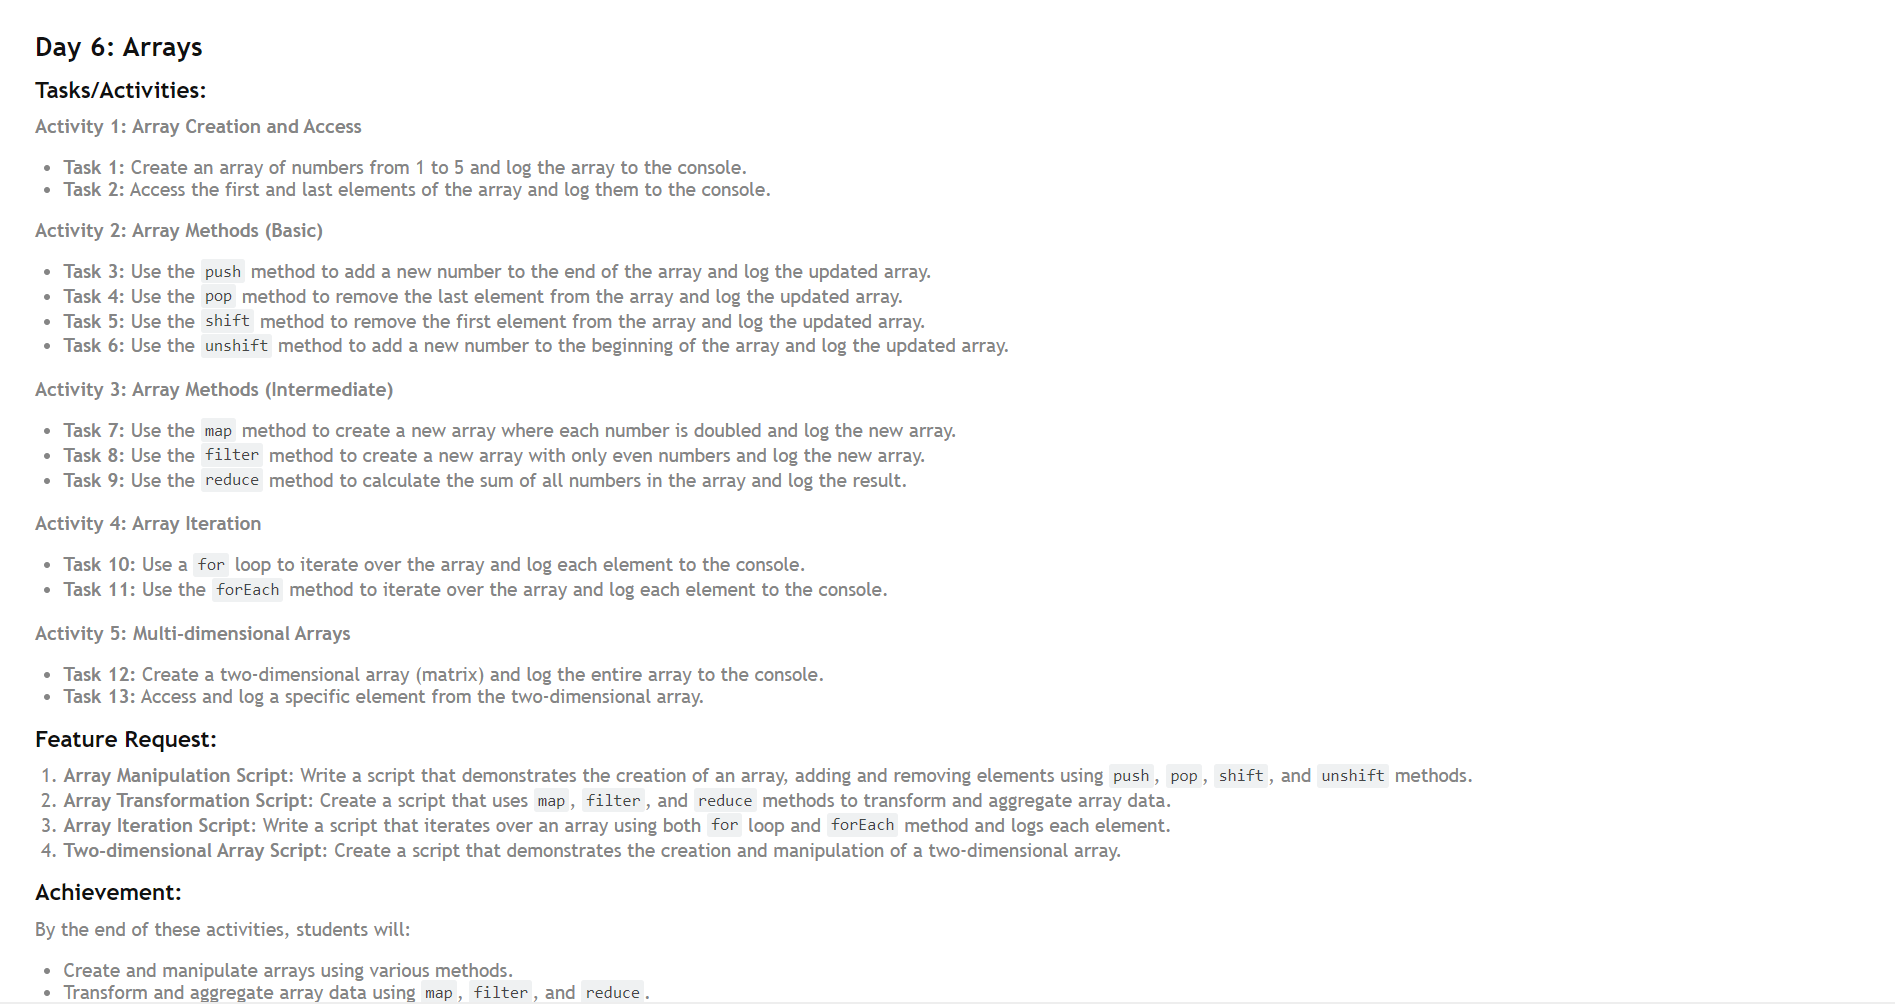 Day 6: Arrays
Tasks/Activities:
Activity 1: Array Creation and Access
• Task 1: Create an array of numbers from 1 to 5 and log the array to the console.
• Task 2: Access the first and last elements of the array and log them to the console.
Activity 2: Array Methods (Basic)
• Task 3: Use the push method to add a new number to the end of the array and log the updated array.
• Task 4: Use the pop method to remove the last element from the array and log the updated array.
• Task 5: Use the shift method to remove the first element from the array and log the updated array.
• Task 6: Use the unshift method to add a new number to the beginning of the array and log the updated array.
Activity 3: Array Methods (Intermediate)
• Task 7: Use the map method to create a new array where each number is doubled and log the new array.
• Task 8: Use the filter method to create a new array with only even numbers and log the new array.
• Task 9: Use the reduce method to calculate the sum of all numbers in the array and log the result.
Activity 4: Array Iteration
• Task 10: Use a for loop to iterate over the array and log each element to the console.
• Task 11: Use the forEach method to iterate over the array and log each element to the console.
Activity 5: Multi-dimensional Arrays
• Task 12: Create a two-dimensional array (matrix) and log the entire array to the console.
• Task 13: Access and log a specific element from the two-dimensional array.
Feature Request:
1. Array Manipulation Script: Write a script that demonstrates the creation of an array, adding and removing elements using push, pop, shift, and unshift methods.
2. Array Transformation Script: Create a script that uses map, filter, and reduce methods to transform and aggregate array data.
3. Array Iteration Script: Write a script that iterates over an array using both for loop and forEach method and logs each element.
4. Two-dimensional Array Script: Create a script that demonstrates the creation and manipulation of a two-dimensional array.
Achievement:
By the end of these activities, students will:
• Create and manipulate arrays using various methods.
• Transform and aggregate array data using map, filter, and reduce.